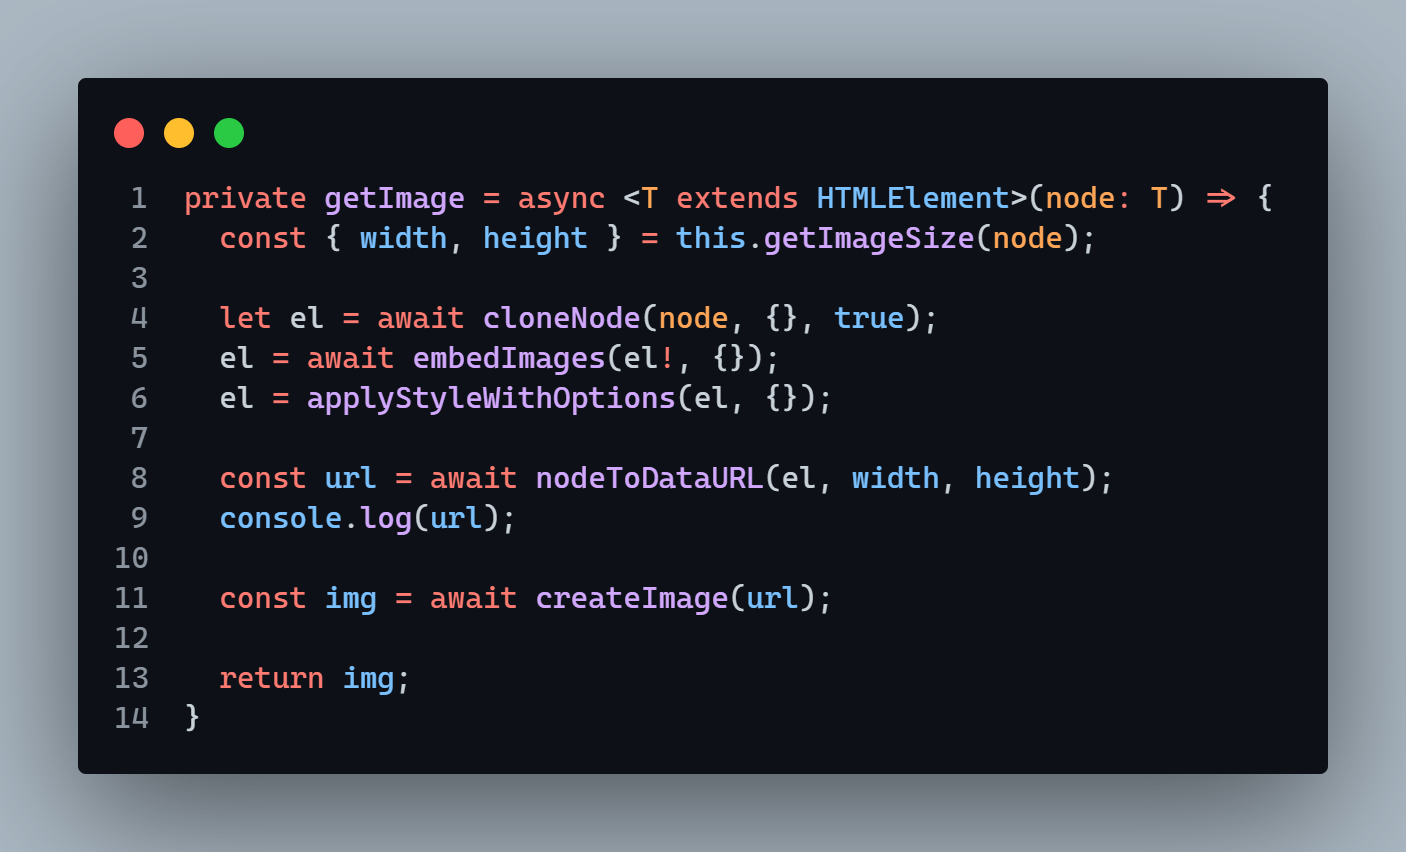 1 private getImage = async <T extends HTMLElement>(node: T) => {
2   const { width, height } = this.getImageSize(node);
3
4   let el = await cloneNode(node, {}, true);
5   el = await embedImages(el!, {});
6   el = applyStyleWithOptions(el, {});
7
8   const url = await nodeToDataURL(el, width, height);
9   console.log(url);
10
11   const img = await createImage(url);
12
13   return img;
14 }